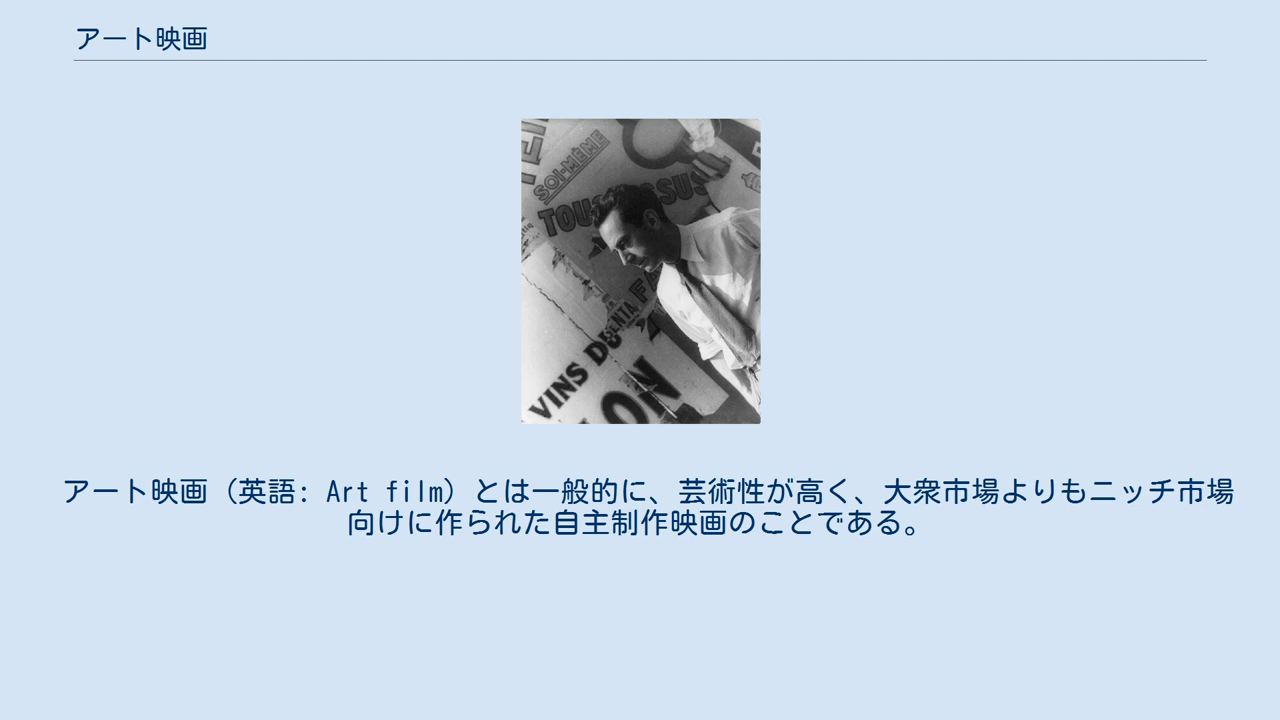 アート映画
SOI-MÊME
VINS DU
アート映画（英語: Art film）とは一般的に、芸術性が高く、大衆市場よりもニッチ市場
向けに作られた自主制作映画のことである。